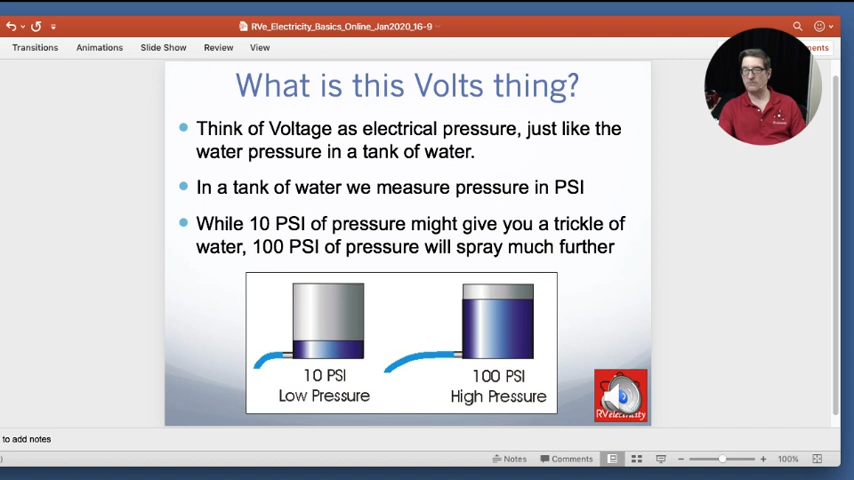 RVe_Electricity_Basics_Online_Jan2020_16-9
Transitions Animations Slide Show Review View
What is this Volts thing?
Think of Voltage as electrical pressure, just like the
water pressure in a tank of water.
In a tank of water we measure pressure in PSI
While 10 PSI of pressure might give you a trickle of
water, 100 PSI of pressure will spray much further
10 PSI
Low Pressure
100 PSI
High Pressure
RVelectricity
to add notes
Notes Comments 100%